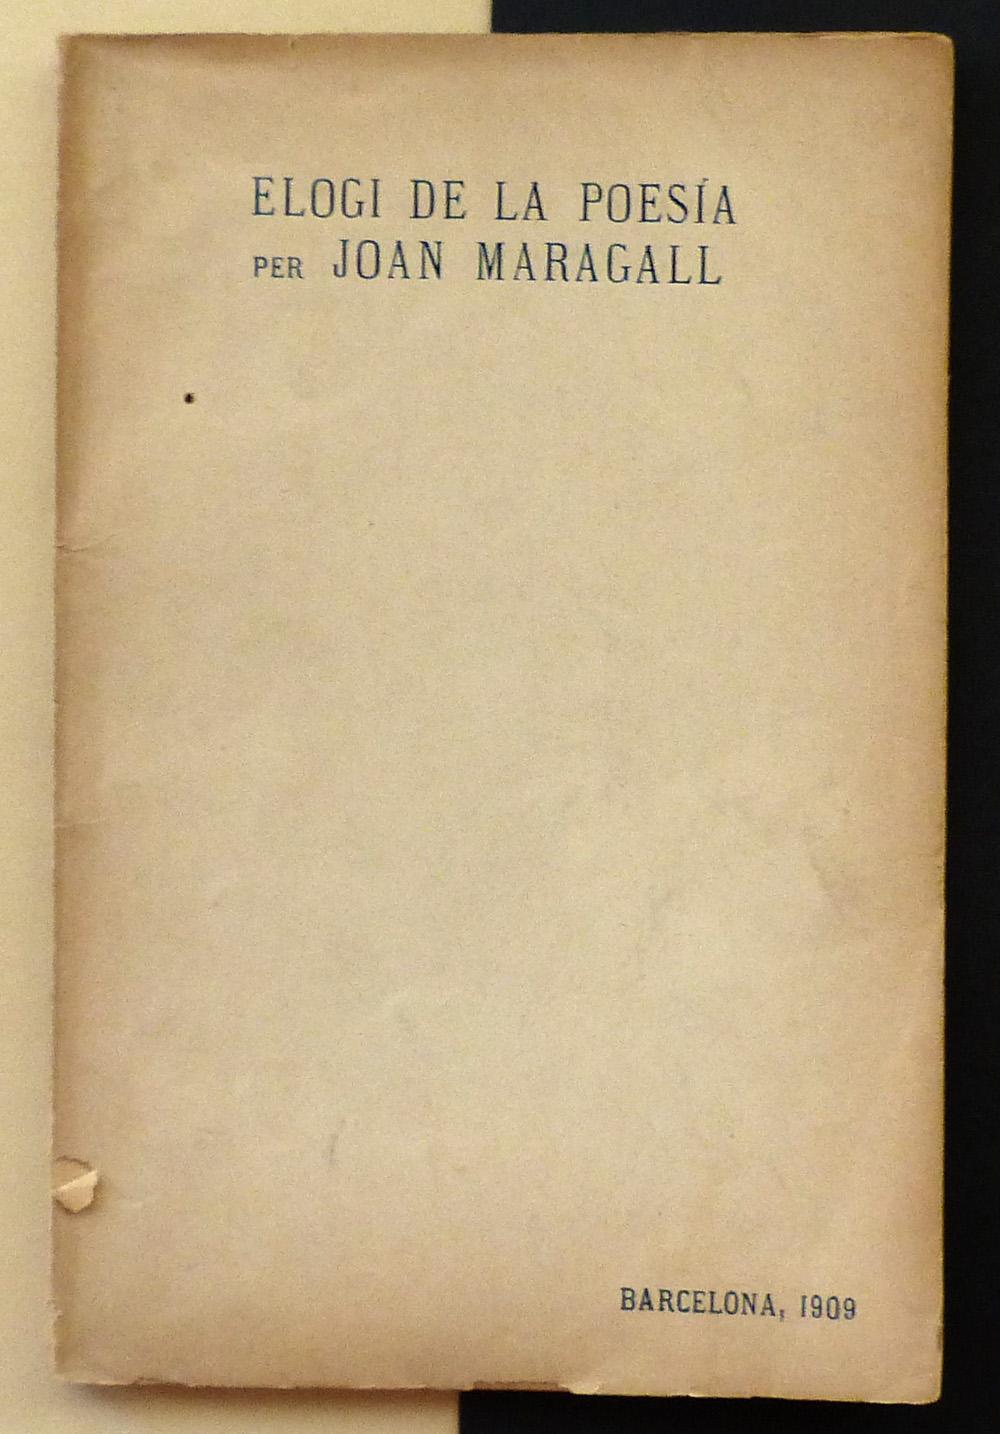 ELOGI DE LA POESÍA
PER JOAN MARAGALL
BARCELONA, 1909